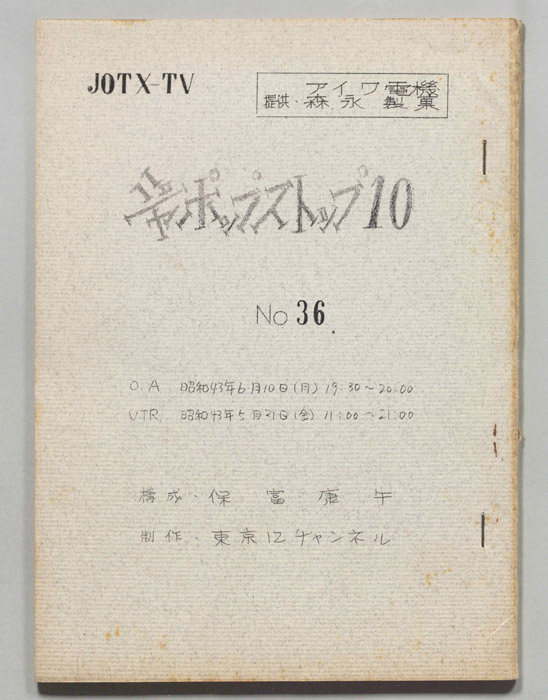 JOTX-TV
提供・アイワ電機
森永製菓
ヤンポップストップ10
No 36.
O.A 昭和43年6月10日(月) 19:30～20:00
VTR 昭和43年5月31日(金) 11:00～21:00
構成・保富康午
制作・東京12チャンネル